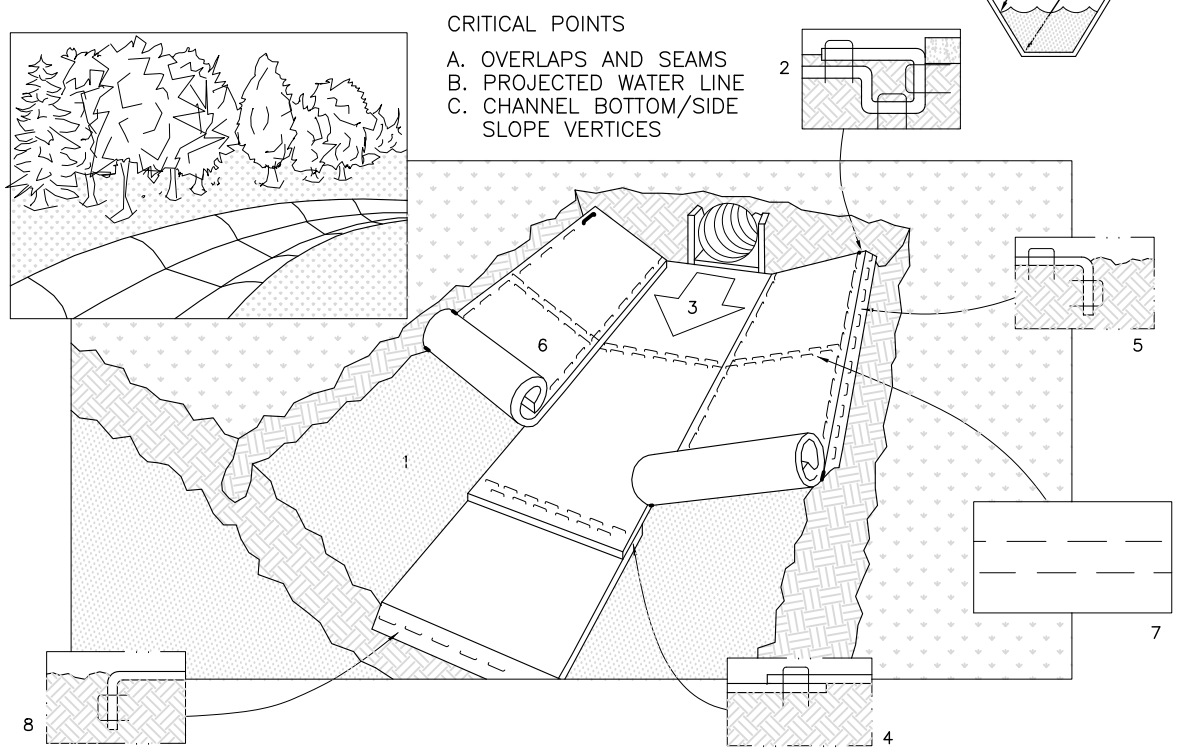 CRITICAL POINTS
A. OVERLAPS AND SEAMS
B. PROJECTED WATER LINE
C. CHANNEL BOTTOM/SIDE
SLOPE VERTICES
2
3
5
6
1
7
8
4